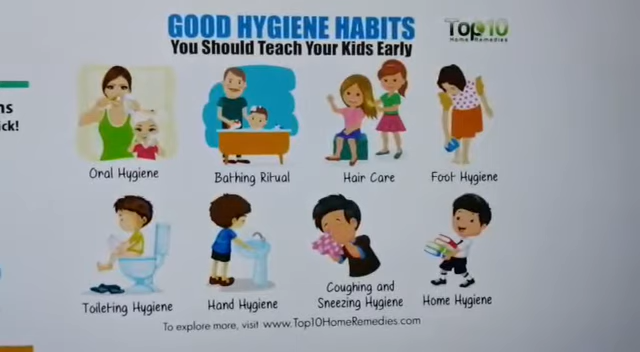 GOOD HYGIENE HABITS
You Should Teach Your Kids Early
Top10
Home Remedies
ick!
Oral Hygiene
Bathing Ritual
Hair Care
Foot Hygiene
Toileting Hygiene
Hand Hygiene
Coughing and
Sneezing Hygiene
Home Hygiene
To explore more, visit www.Top10HomeRemedies.com